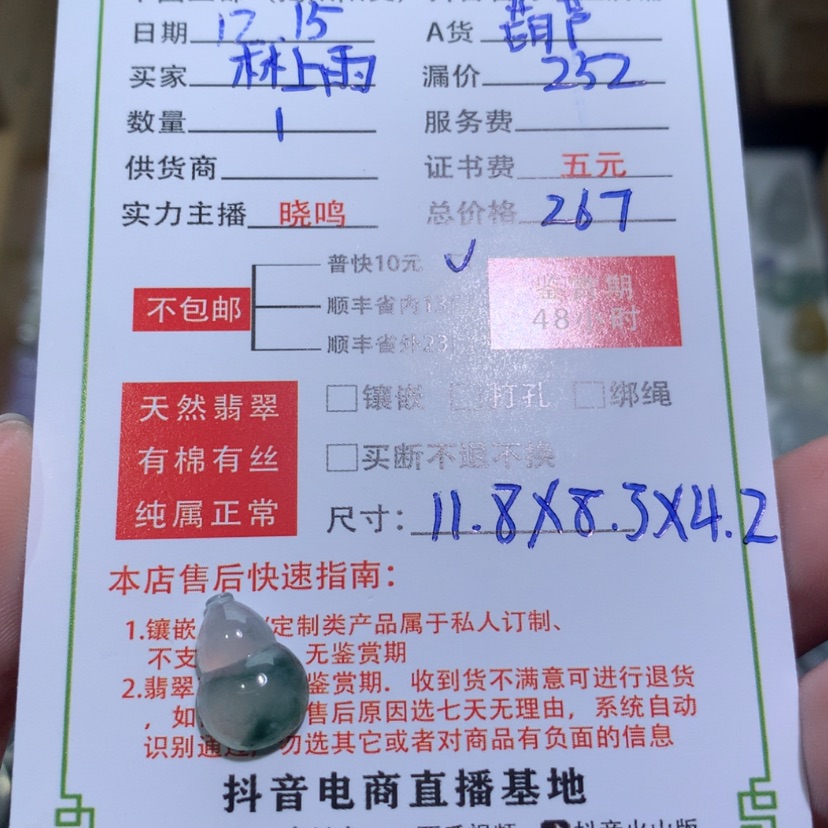 日期 12.15 A货 葫芦
买家 木木上雨 漏价 252
数量 1 服务费
供货商 证书费 五元
实力主播 晓鸣 总价格 267
普快10元 ✓
不包邮 顺丰省内 鉴赏期
顺丰省外23 48小时
天然翡翠 镶嵌 打孔 绑绳
有棉有丝 买断不退不换
纯属正常 尺寸: 11.8X8.3X4.2
本店售后快速指南:
1.镶嵌 定制类产品属于私人订制、
不支 无鉴赏期
2.翡翠 鉴赏期. 收到货不满意可进行退货
,如 售后原因选七天无理由, 系统自动
识别通过, 勿选其它或者对商品有负面的信息
抖音电商直播基地
抖音火山版